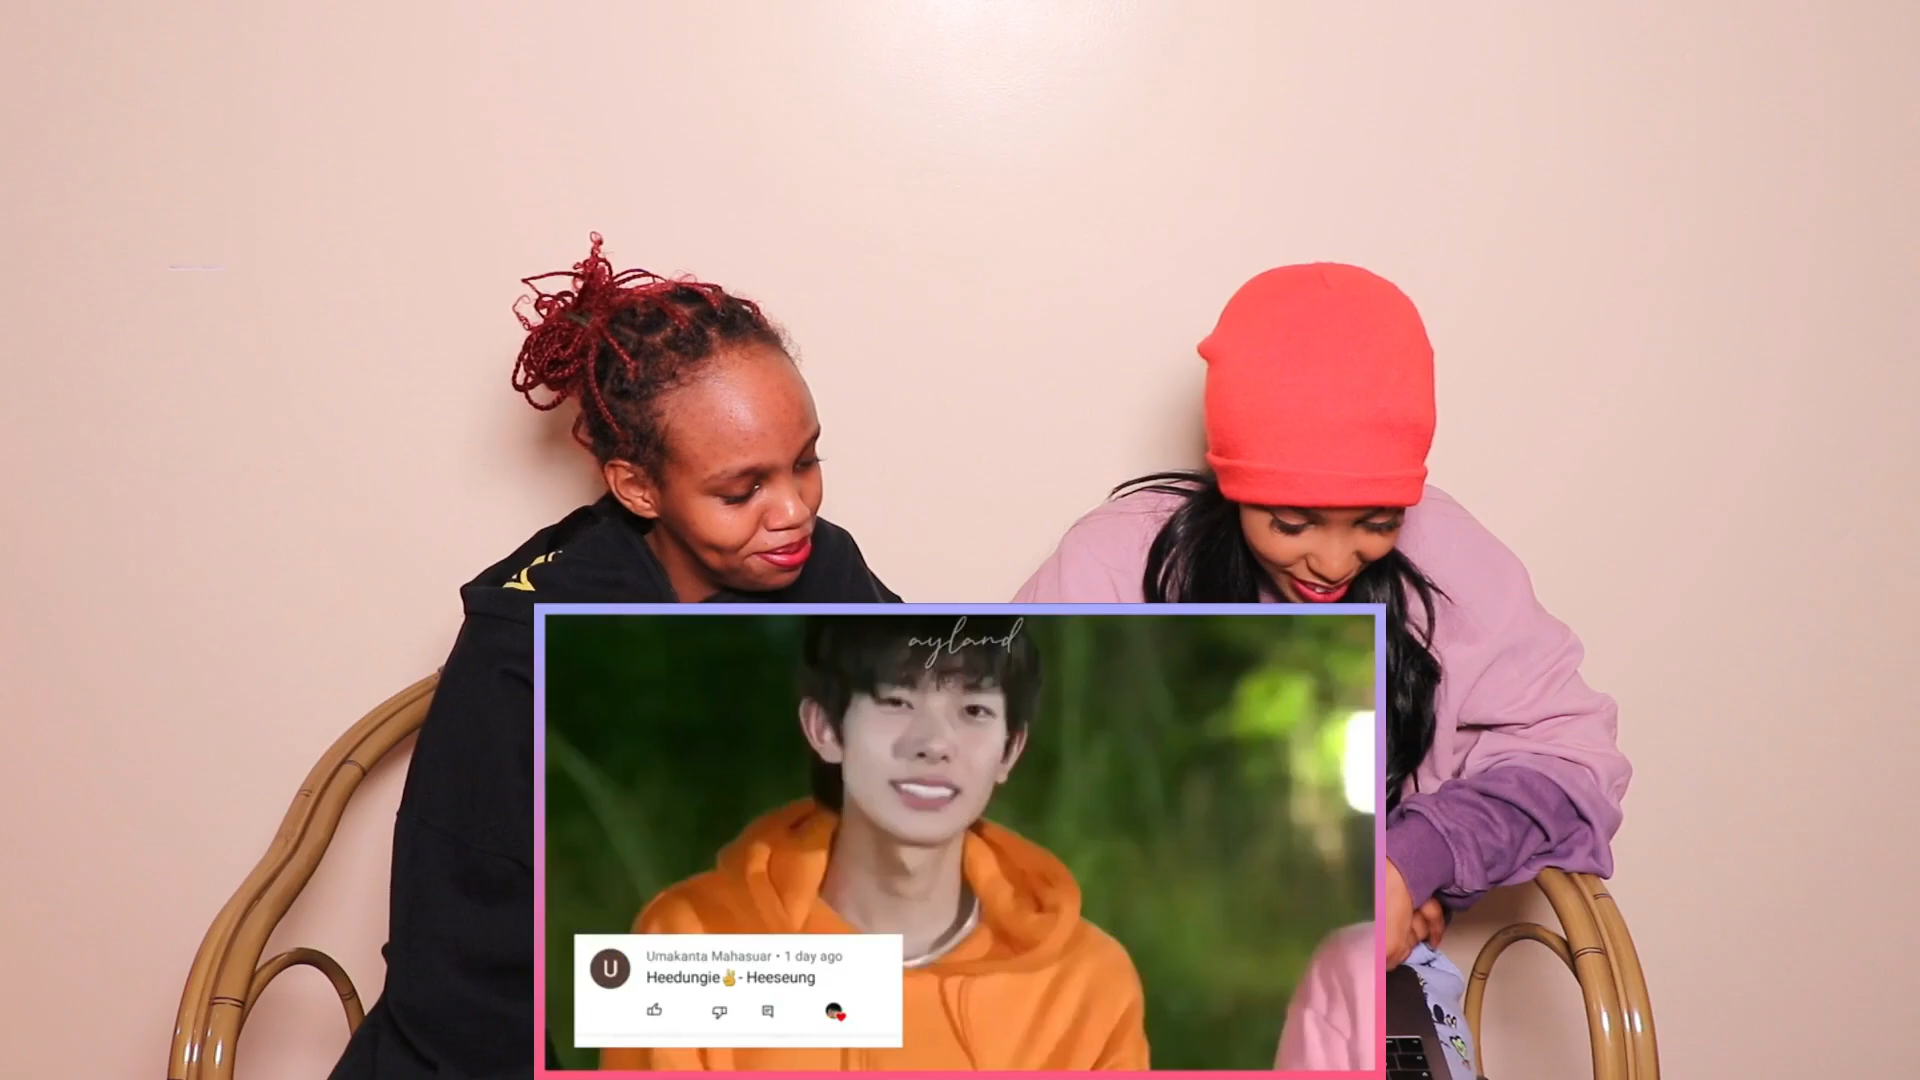 ayland
Umakanta Mahasuar • 1 day ago
Heedungie✌️- Heeseung
U